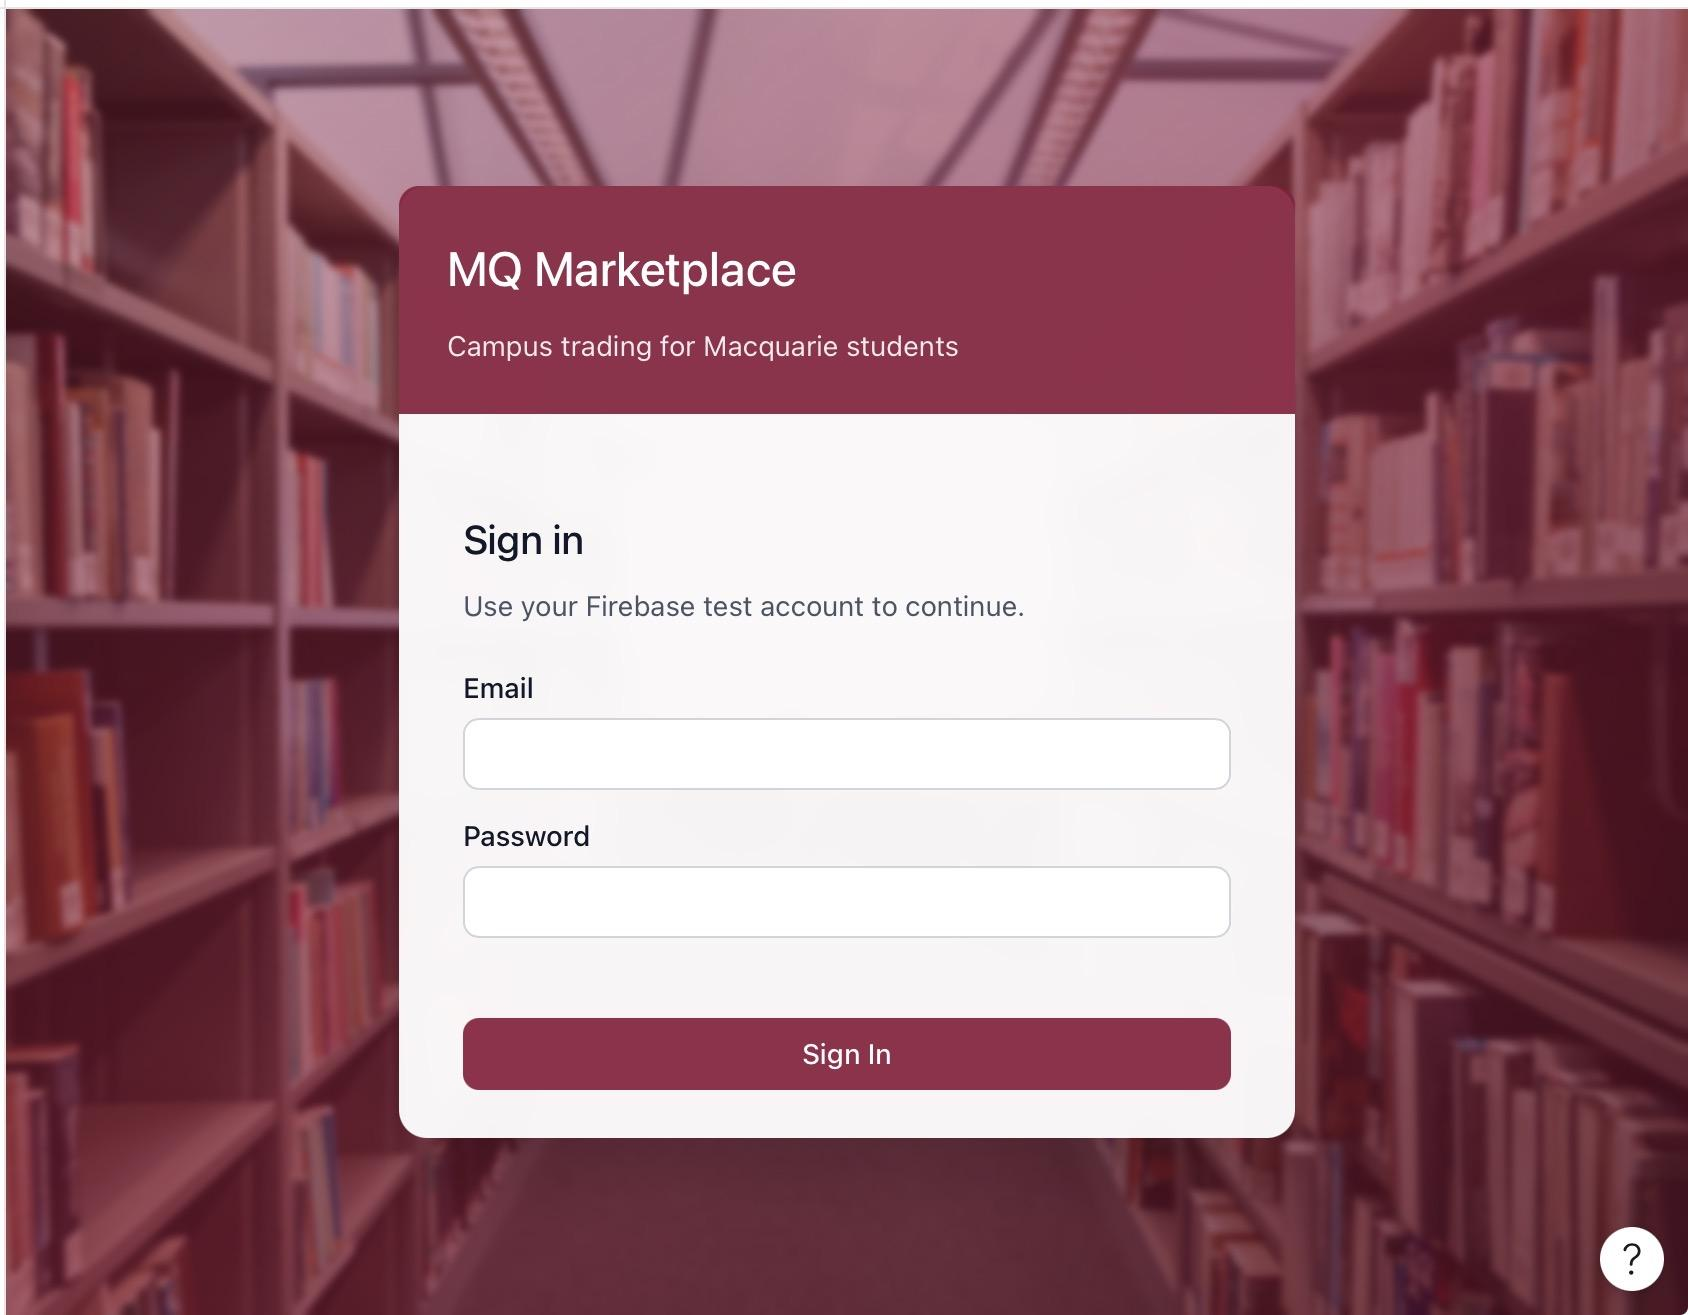 MQ Marketplace
Campus trading for Macquarie students
Sign in
Use your Firebase test account to continue.
Email
Password
Sign In
?